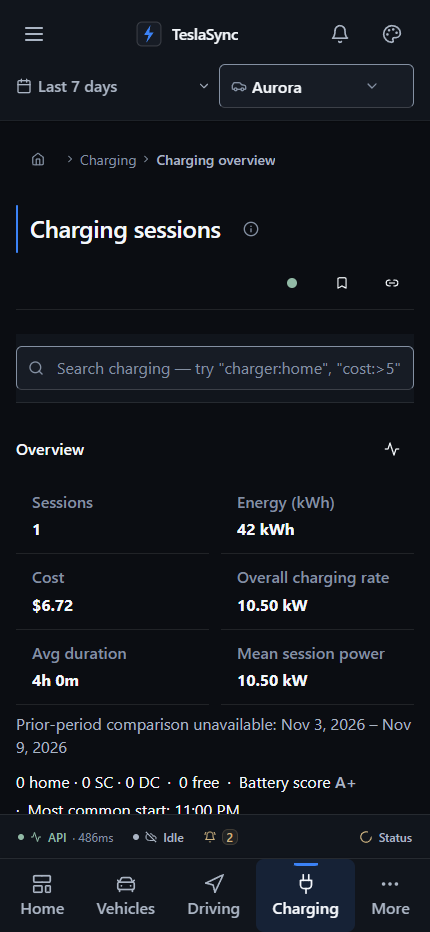 TeslaSync
Last 7 days
Aurora
Charging
Charging overview
Charging sessions
Search charging — try "charger:home", "cost:>5"
Overview
Sessions
Energy (kWh)
1
42 kWh
Cost
Overall charging rate
$6.72
10.50 kW
Avg duration
Mean session power
4h 0m
10.50 kW
Prior-period comparison unavailable: Nov 3, 2026 – Nov
9, 2026
0 home · 0 SC · 0 DC · 0 free · Battery score A+
· Most common start: 11:00 PM
API · 486ms
Idle
2
Status
Home
Vehicles
Driving
Charging
More